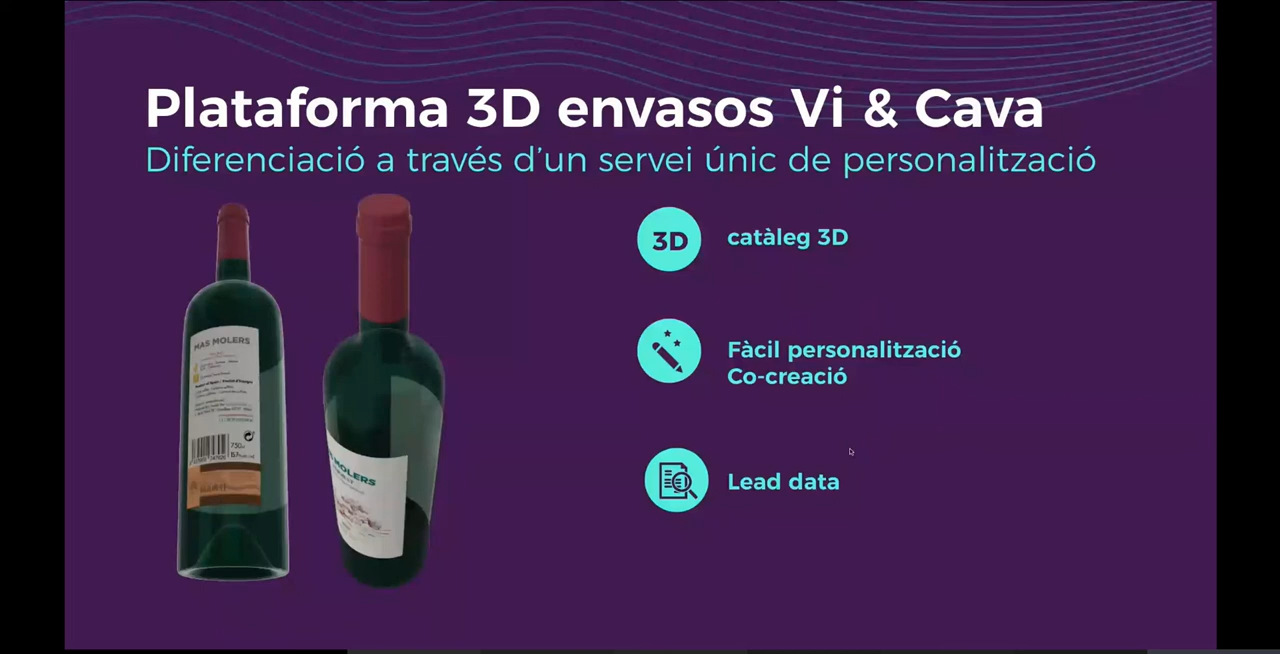 Plataforma 3D envasos Vi & Cava
Diferenciació a través d’un servei únic de personalització
3D
catàleg 3D
Fàcil personalització
Co-creació
Lead data
MAS MOLERS
750
MOLERS